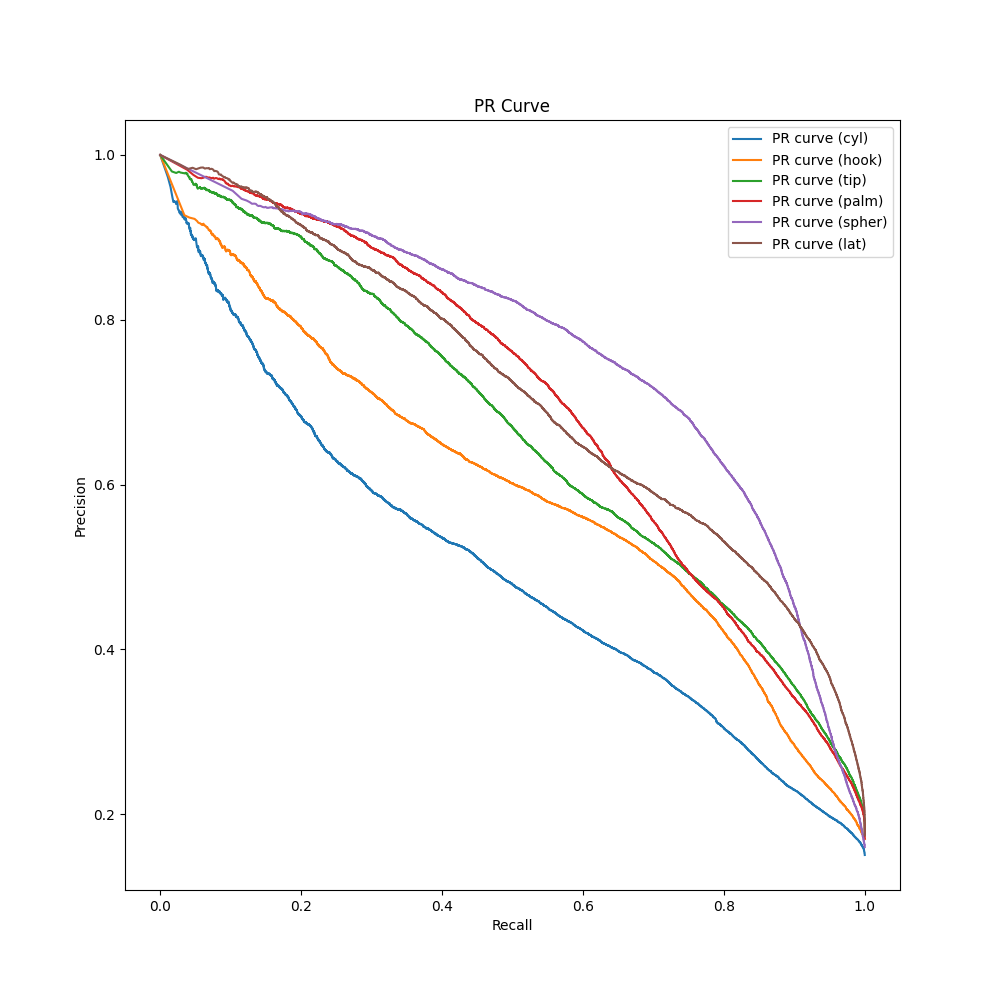 PR Curve
PR curve (cyl)
PR curve (hook)
PR curve (tip)
PR curve (palm)
PR curve (spher)
PR curve (lat)
1.0
0.8
0.6
0.4
0.2
Precision
0.0 0.2 0.4 0.6 0.8 1.0
Recall